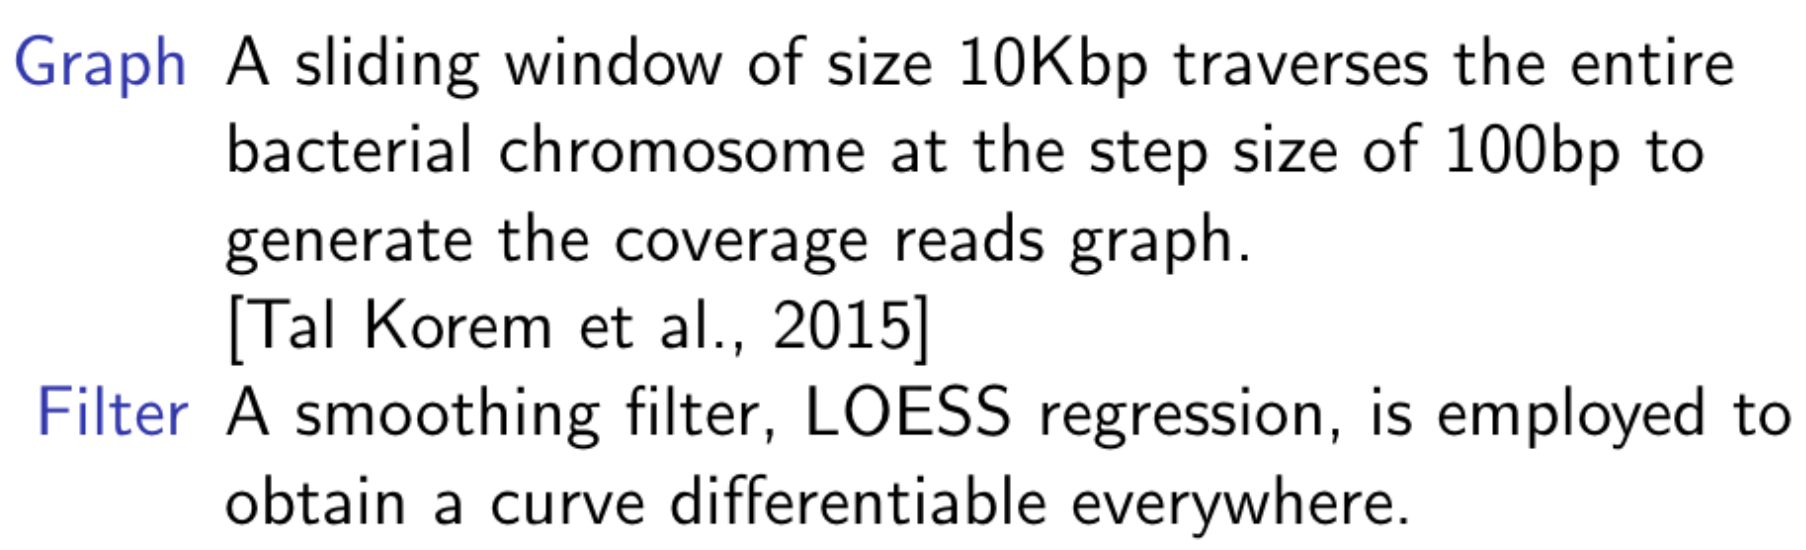 Graph A sliding window of size 10Kbp traverses the entire
bacterial chromosome at the step size of 100bp to
generate the coverage reads graph.
[Tal Korem et al., 2015]
Filter A smoothing filter, LOESS regression, is employed to
obtain a curve differentiable everywhere.